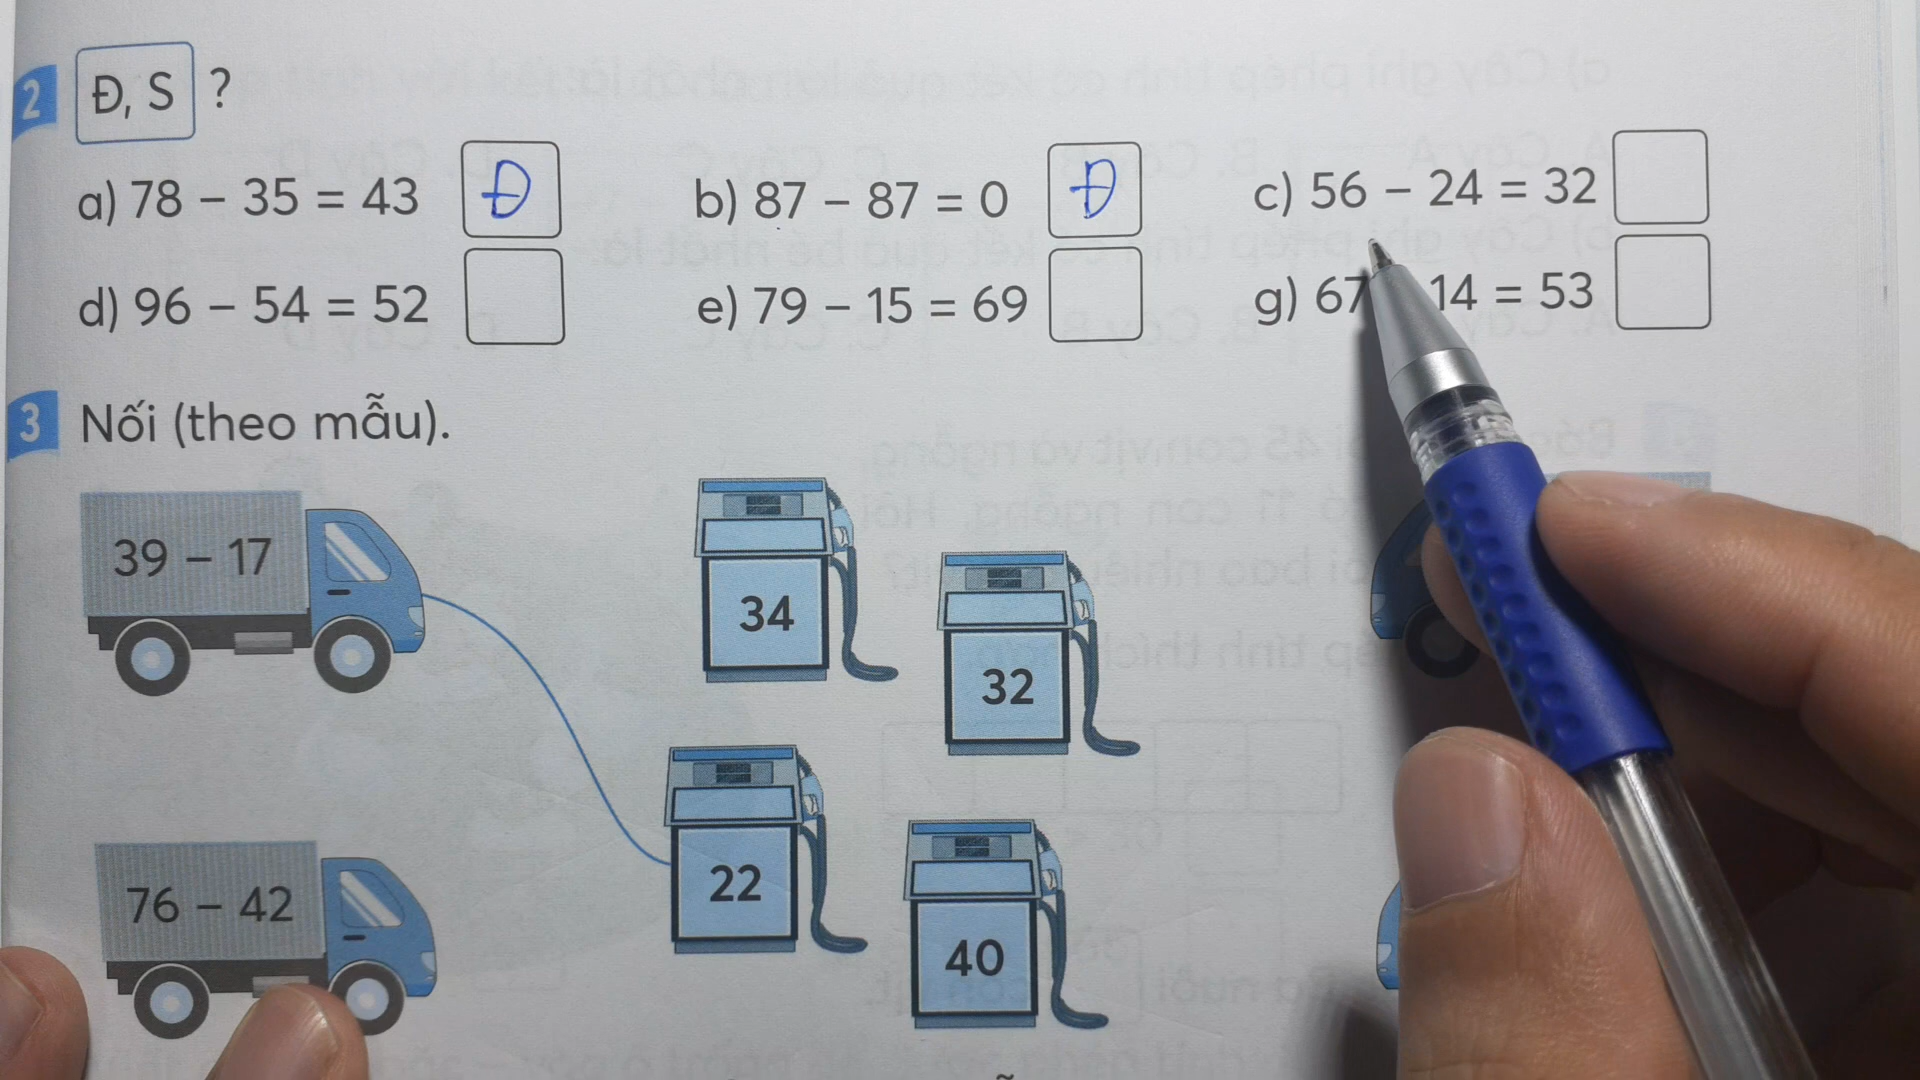 2 Đ, S ?
a) 78 – 35 = 43 Đ b) 87 – 87 = 0 Đ c) 56 – 24 = 32
d) 96 – 54 = 52 e) 79 – 15 = 69 g) 67 14 = 53
3 Nối (theo mẫu).
39 – 17
34
32
76 – 42
22
40